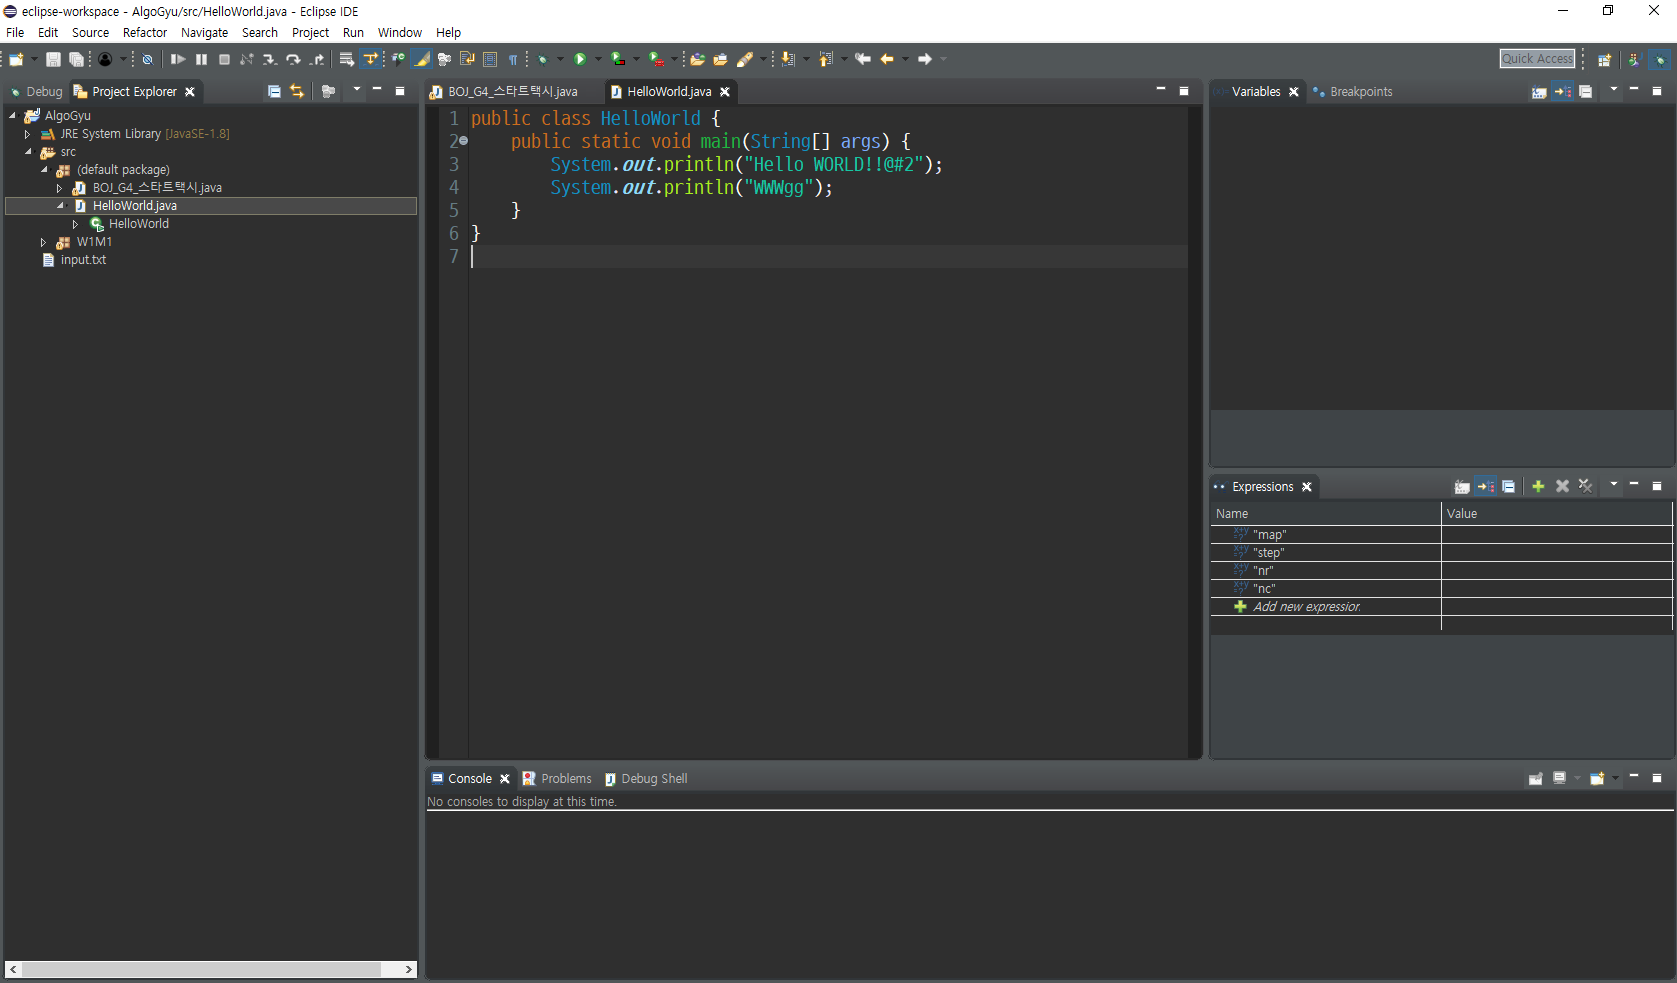 eclipse-workspace - AlgoGyu/src/HelloWorld.java - Eclipse IDE
File Edit Source Refactor Navigate Search Project Run Window Help
Quick Access
Debug Project Explorer
AlgoGyu
JRE System Library [JavaSE-1.8]
src
(default package)
BOJ_G4_스타트택시.java
HelloWorld.java
HelloWorld
W1M1
input.txt
BOJ_G4_스타트택시.java HelloWorld.java
1 public class HelloWorld {
2 public static void main(String[] args) {
3 System.out.println("Hello WORLD!!@#2");
4 System.out.println("WWWgg");
5 }
6 }
7
Variables Breakpoints
Expressions
Name Value
"map"
"step"
"nr"
"nc"
Add new expression
Console Problems Debug Shell
No consoles to display at this time.